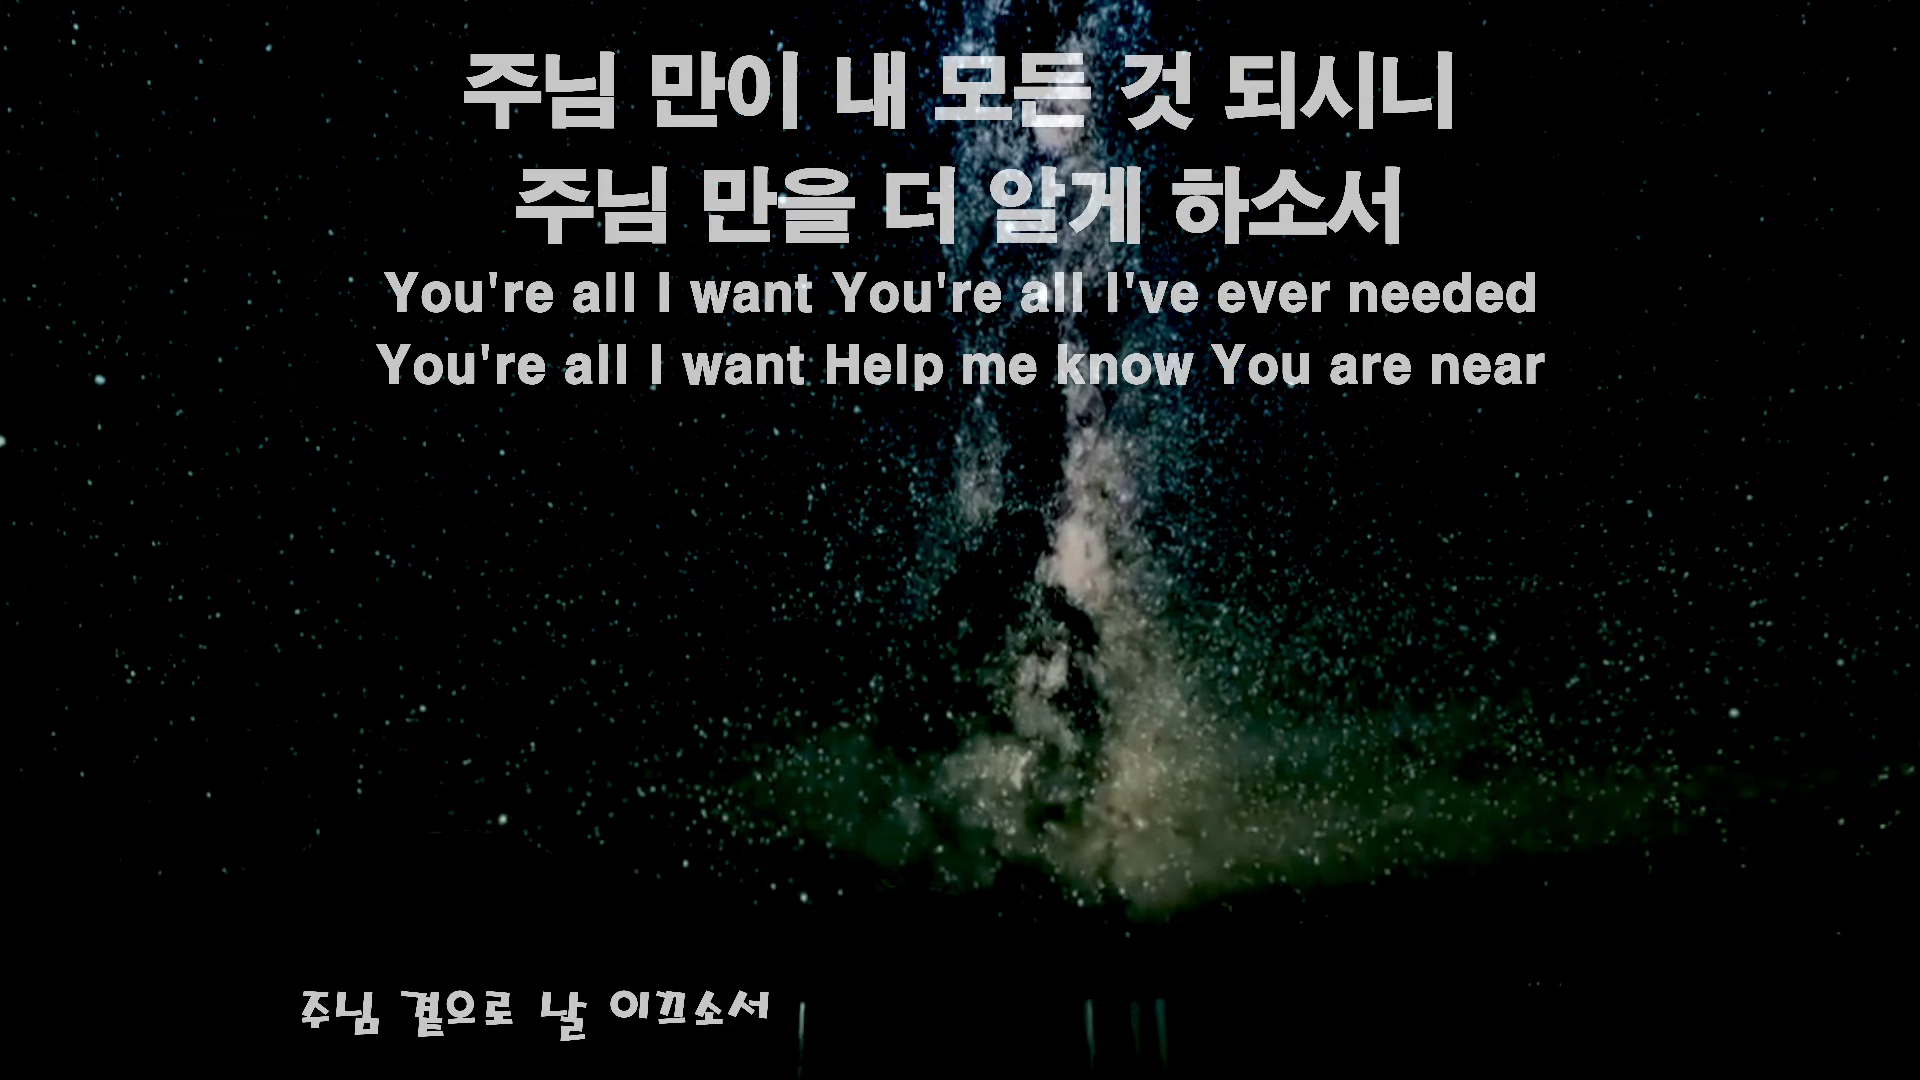 주님 만이 내 모든 것 되시니
주님 만을 더 알게 하소서
You're all I want You're all I've ever needed
You're all I want Help me know You are near
주님 곁으로 날 이끄소서